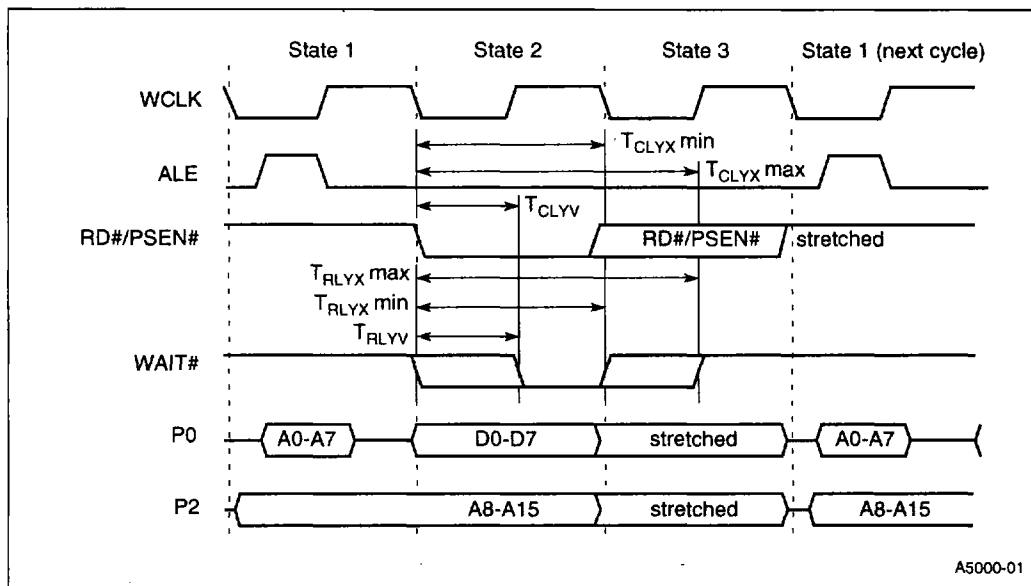 State 1 State 2 State 3 State 1 (next cycle)
WCLK
T_CLYX min
ALE T_CLYX max
T_CLYV
RD#/PSEN# RD#/PSEN# stretched
T_RLYX max
T_RLYX min
T_RLYV
WAIT#
P0 A0-A7 D0-D7 stretched A0-A7
P2 A8-A15 stretched A8-A15
A5000-01